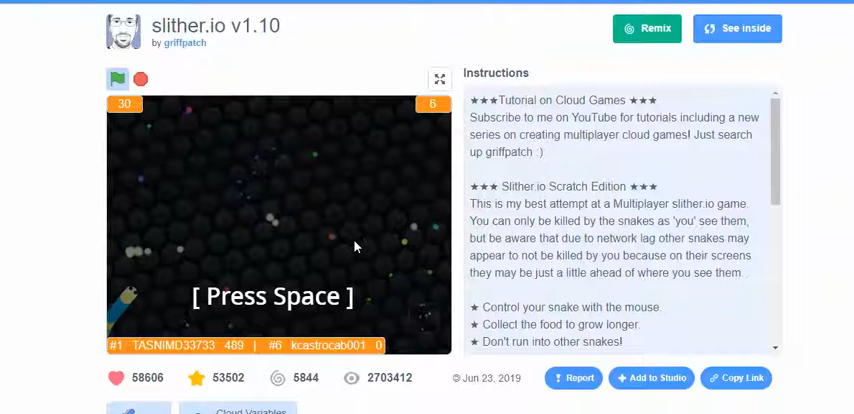 slither.io v1.10
by griffpatch
Remix
See inside
Instructions
30
6
[ Press Space ]
#1 TASNIMD33733 489 | #6 kcastrocab001 0
★★★Tutorial on Cloud Games ★★★
Subscribe to me on YouTube for tutorials including a new
series on creating multiplayer cloud games! Just search
up griffpatch :)
★★★ Slither.io Scratch Edition ★★★
This is my best attempt at a Multiplayer slither.io game.
You can only be killed by the snakes as 'you' see them,
but be aware that due to network lag other snakes may
appear to not be killed by you because on their screens
they may be just a little ahead of where you see them.
★ Control your snake with the mouse.
★ Collect the food to grow longer.
★ Don't run into other snakes!
58606
53502
5844
2703412
© Jun 23, 2019
Report
Add to Studio
Copy Link
Cloud Variables